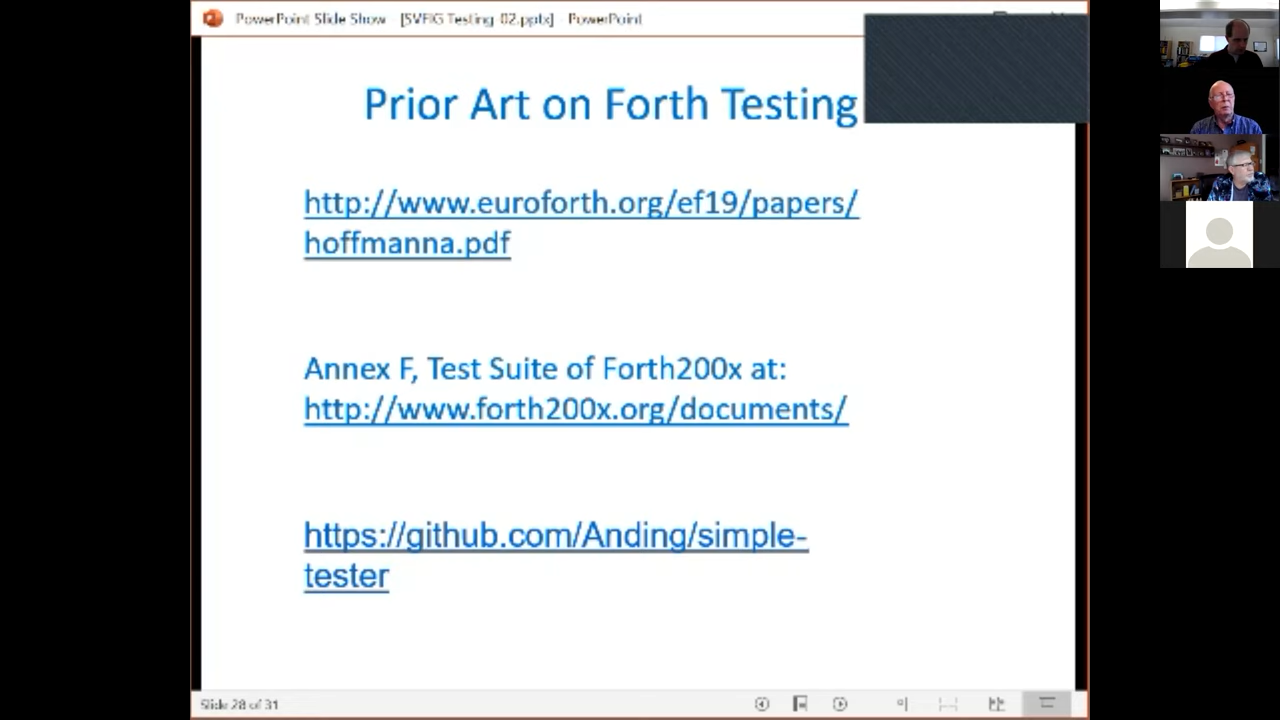 PowerPoint Slide Show - [SVFIG Testing 02.pptx] - PowerPoint
Prior Art on Forth Testing
http://www.euroforth.org/ef19/papers/
hoffmanna.pdf
Annex F, Test Suite of Forth200x at:
http://www.forth200x.org/documents/
https://github.com/Anding/simple-
tester
Slide 28 of 31